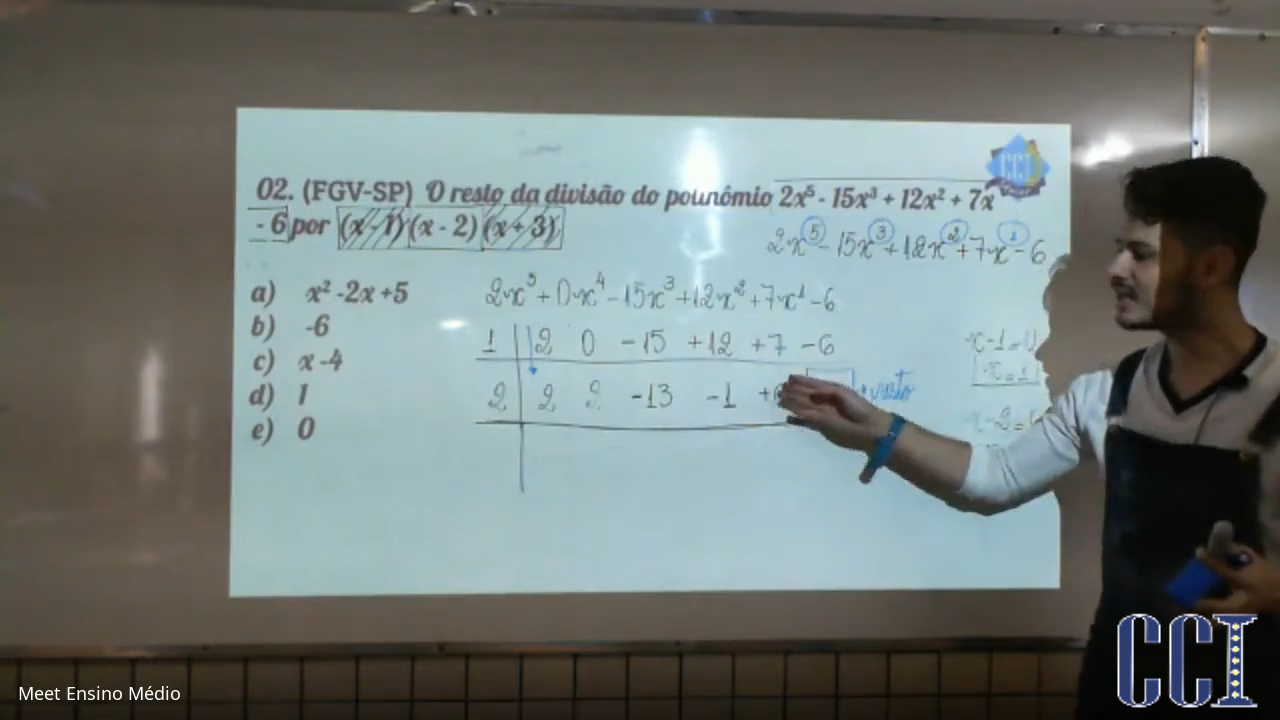 CCI
02. (FGV-SP) O resto da divisão do polinômio 2x⁵ - 15x³ + 12x² + 7x
- 6 por (x - 1) (x - 2) (x + 3)
2x⁵ - 15x³ + 12x² + 7x¹ - 6
a) x² -2x +5
b) -6
c) x -4
d) 1
e) 0
2x⁵ + 0x⁴ - 15x³ + 12x² + 7x¹ - 6
1 2 0 -15 +12 +7 -6
2 2 2 -13 -1
resto
x-1=0
CCI
Meet Ensino Médio